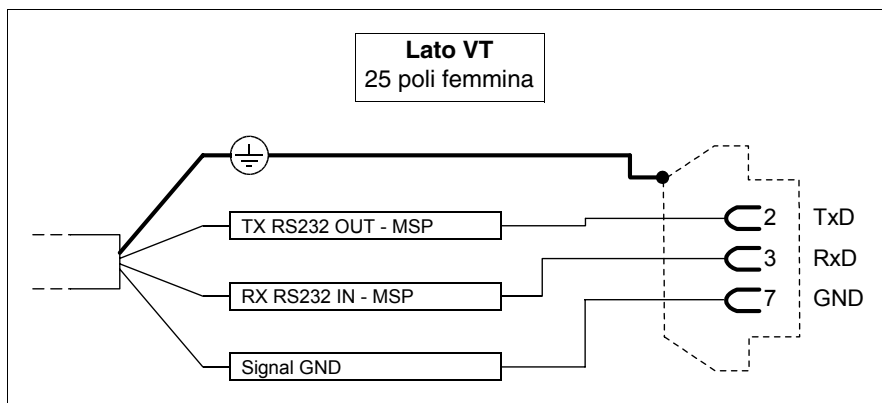 Lato VT
25 poli femmina
TX RS232 OUT - MSP
2 TxD
RX RS232 IN - MSP
3 RxD
7 GND
Signal GND